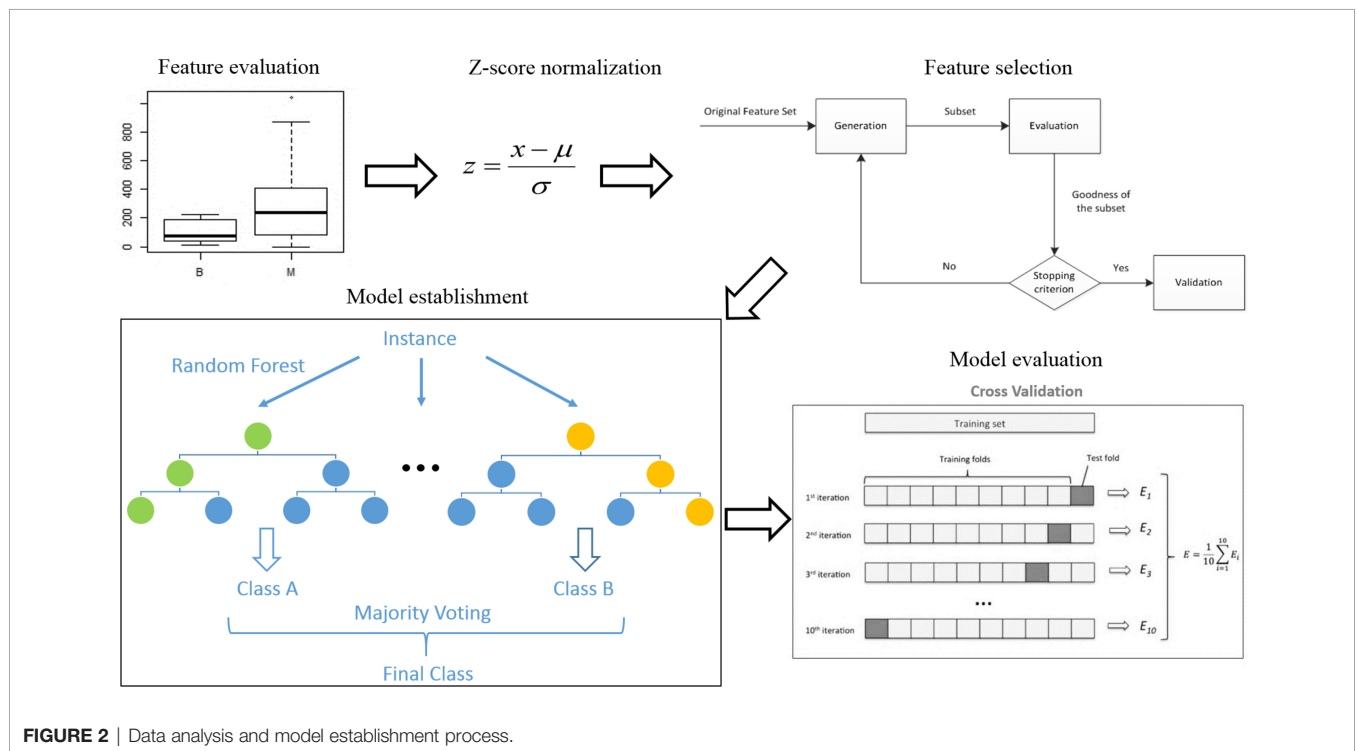 Feature evaluation
Z-score normalization
Feature selection
800
600
400
200
0
B
M
z = (x − μ) / σ
Original Feature Set
Generation
Subset
Evaluation
Goodness of
the subset
No
Stopping
criterion
Yes
Validation
Model establishment
Instance
Random Forest
...
Class A
Class B
Majority Voting
Final Class
Model evaluation
Cross Validation
Training set
Training folds
Test fold
1st iteration
E1
2nd iteration
E2
3rd iteration
E3
...
10th iteration
E10
E = 1/10 ∑ i=1 10 Ei
FIGURE 2 | Data analysis and model establishment process.